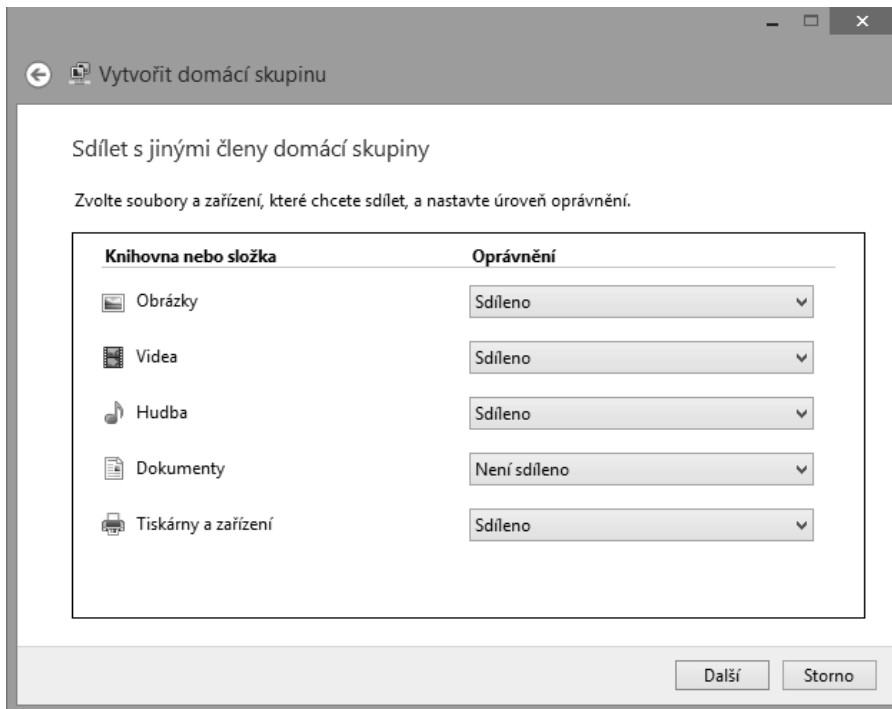 Vytvořit domácí skupinu
Sdílet s jinými členy domácí skupiny
Zvolte soubory a zařízení, které chcete sdílet, a nastavte úroveň oprávnění.
Knihovna nebo složka Oprávnění
Obrázky Sdíleno
Videa Sdíleno
Hudba Sdíleno
Dokumenty Není sdíleno
Tiskárny a zařízení Sdíleno
Další Storno